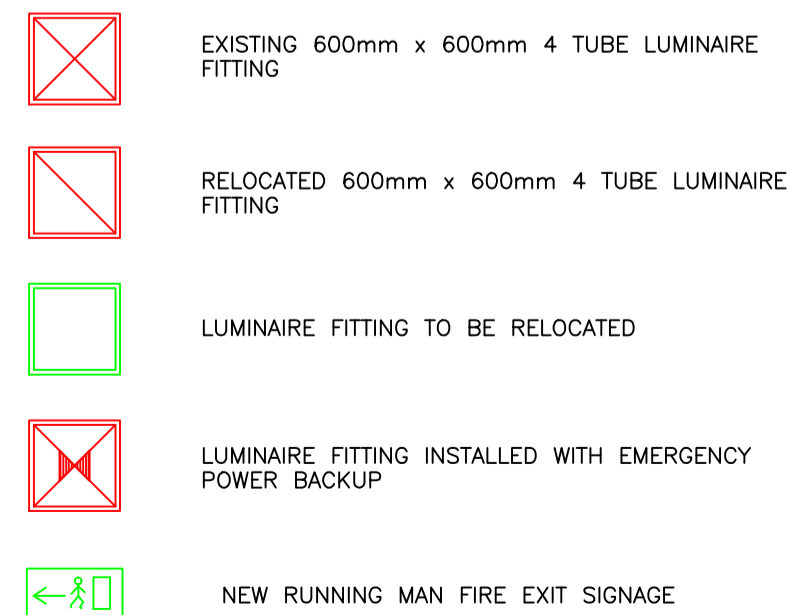 EXISTING 600mm x 600mm 4 TUBE LUMINAIRE
FITTING
RELOCATED 600mm x 600mm 4 TUBE LUMINAIRE
FITTING
LUMINAIRE FITTING TO BE RELOCATED
LUMINAIRE FITTING INSTALLED WITH EMERGENCY
POWER BACKUP
NEW RUNNING MAN FIRE EXIT SIGNAGE